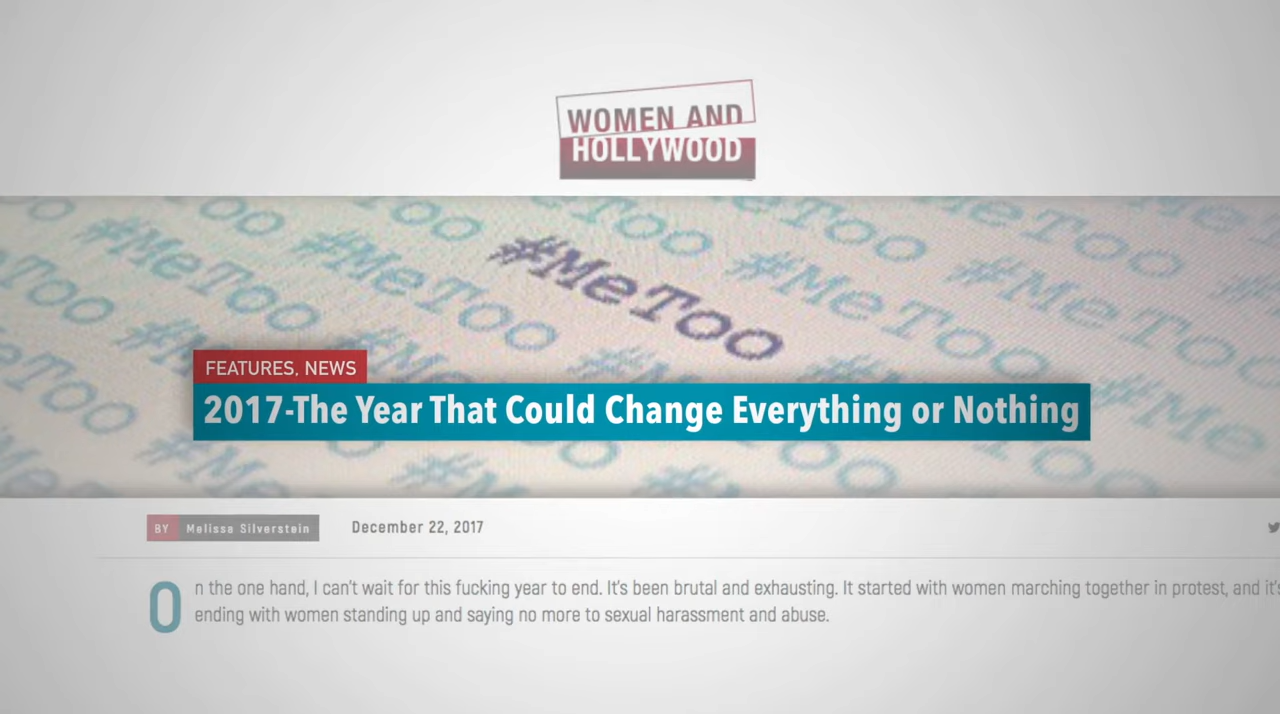 WOMEN AND
HOLLYWOOD
#MeToo #MeToo #MeToo
FEATURES, NEWS
2017-The Year That Could Change Everything or Nothing
BY Melissa Silverstein December 22, 2017
On the one hand, I can't wait for this fucking year to end. It's been brutal and exhausting. It started with women marching together in protest, and it's
ending with women standing up and saying no more to sexual harassment and abuse.